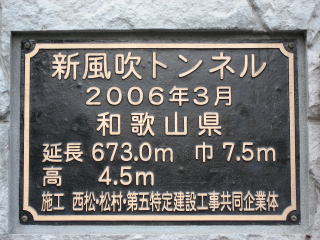 新風吹トンネル
2006年3月
和歌山県
延長 673.0m 巾 7.5m
高 4.5m
施工 西松・松村・第五特定建設工事共同企業体